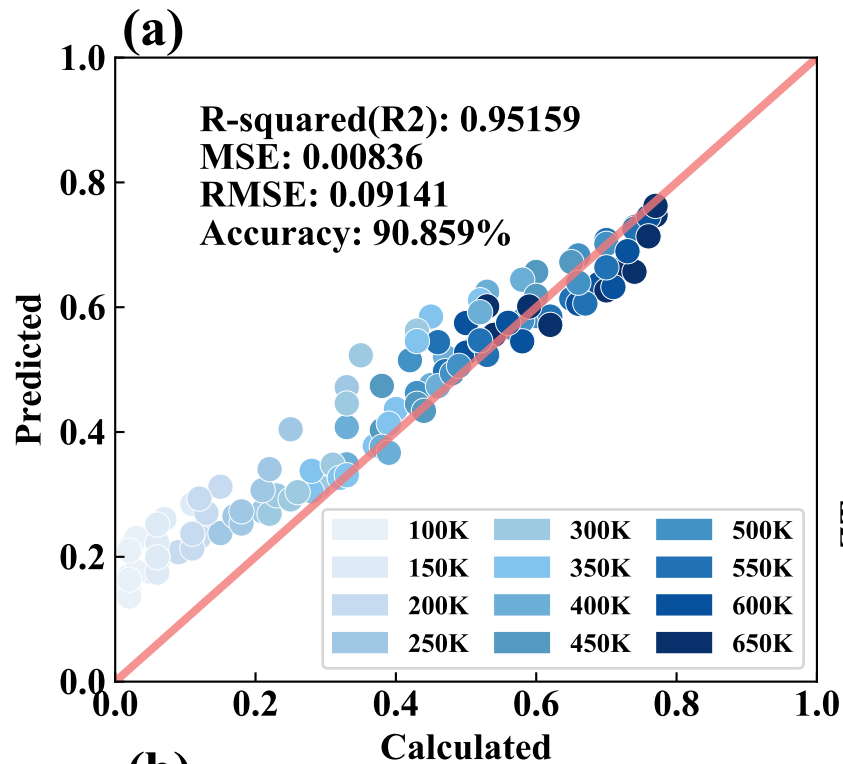 (a)
1.0
R-squared(R2): 0.95159
MSE: 0.00836
RMSE: 0.09141
Accuracy: 90.859%
0.8
0.6
Predicted
0.4
0.2
0.0
100K 300K 500K
150K 350K 550K
200K 400K 600K
250K 450K 650K
0.0 0.2 0.4 0.6 0.8 1.0
Calculated